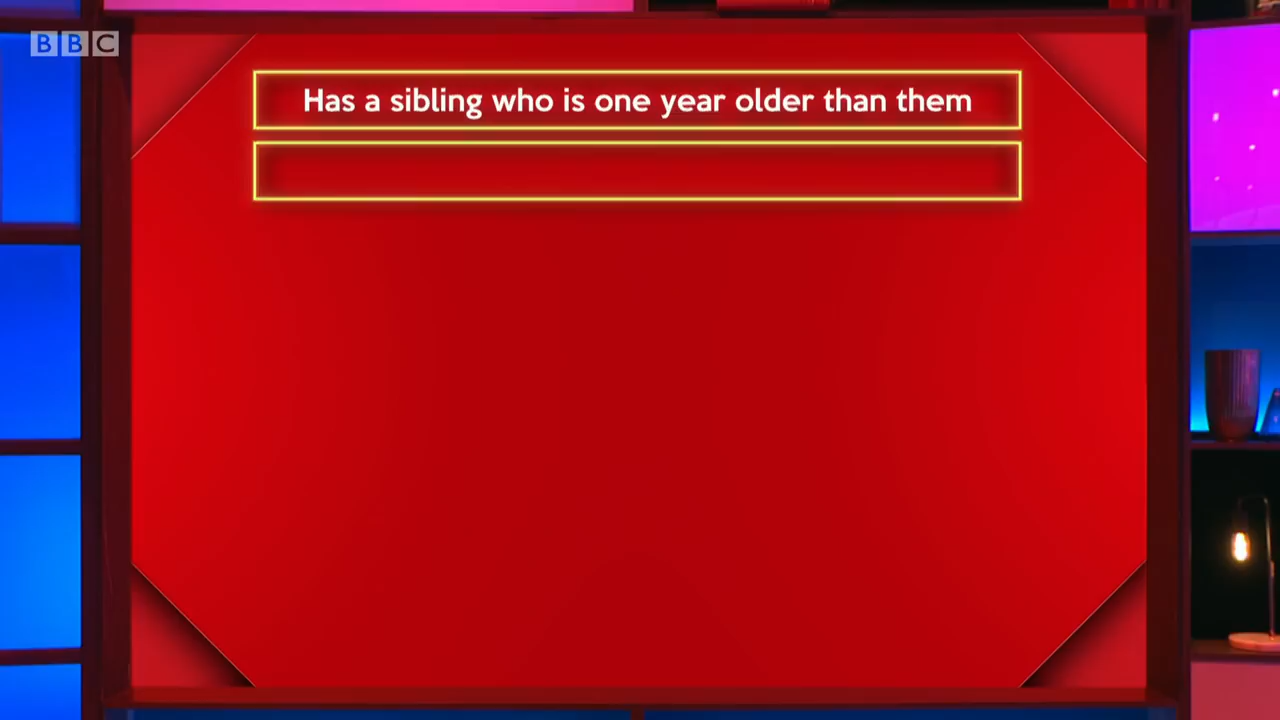 BBC
Has a sibling who is one year older than them